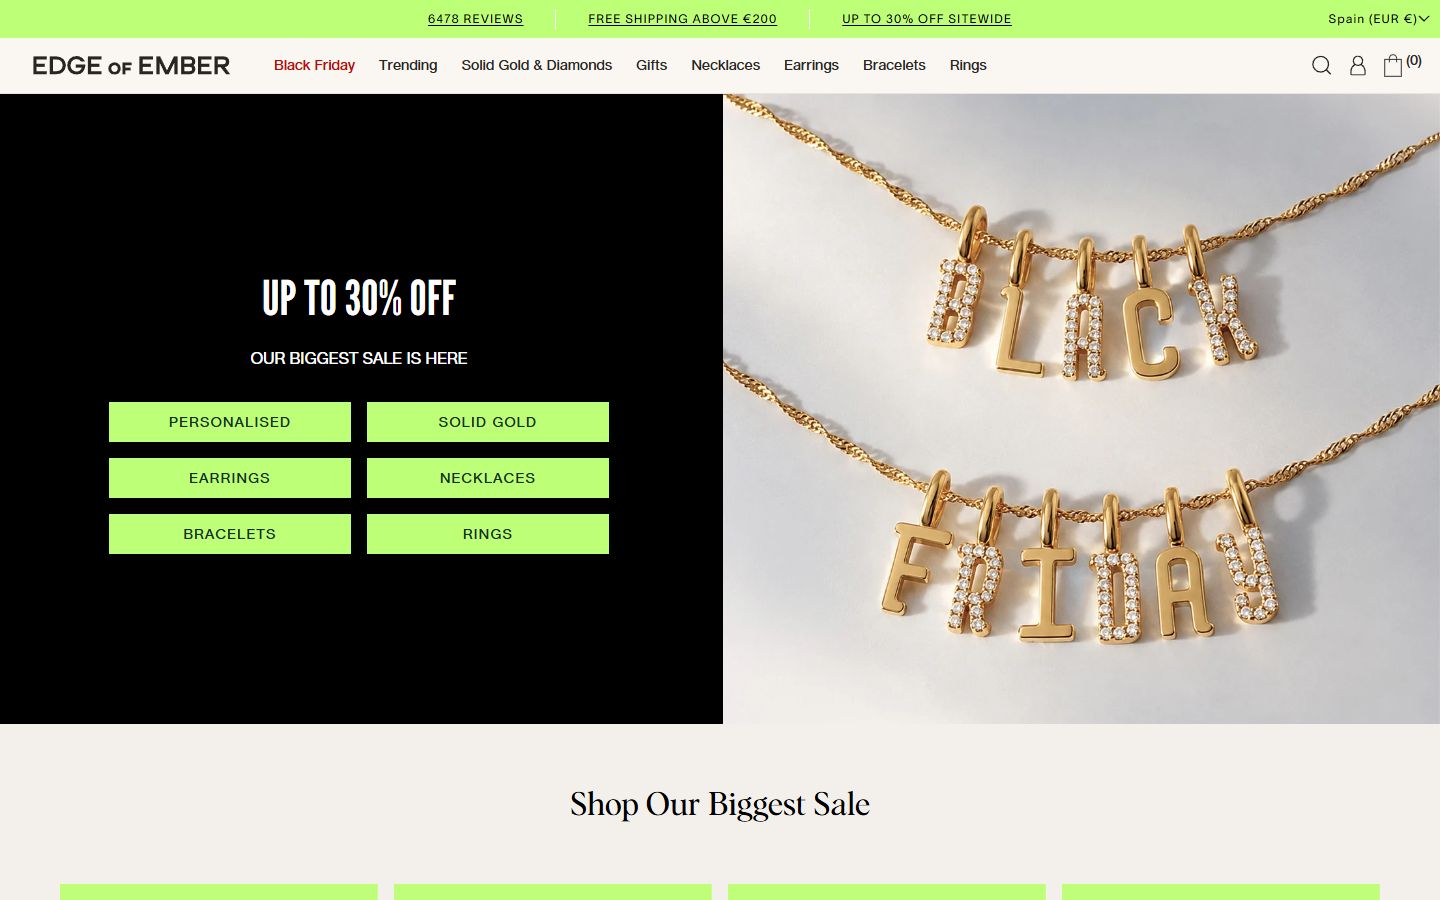 6478 REVIEWS
FREE SHIPPING ABOVE €200
UP TO 30% OFF SITEWIDE
Spain (EUR €)
EDGE OF EMBER
Black Friday
Trending
Solid Gold & Diamonds
Gifts
Necklaces
Earrings
Bracelets
Rings
(0)
UP TO 30% OFF
OUR BIGGEST SALE IS HERE
PERSONALISED
SOLID GOLD
EARRINGS
NECKLACES
BRACELETS
RINGS
BLACK
FRIDAY
Shop Our Biggest Sale